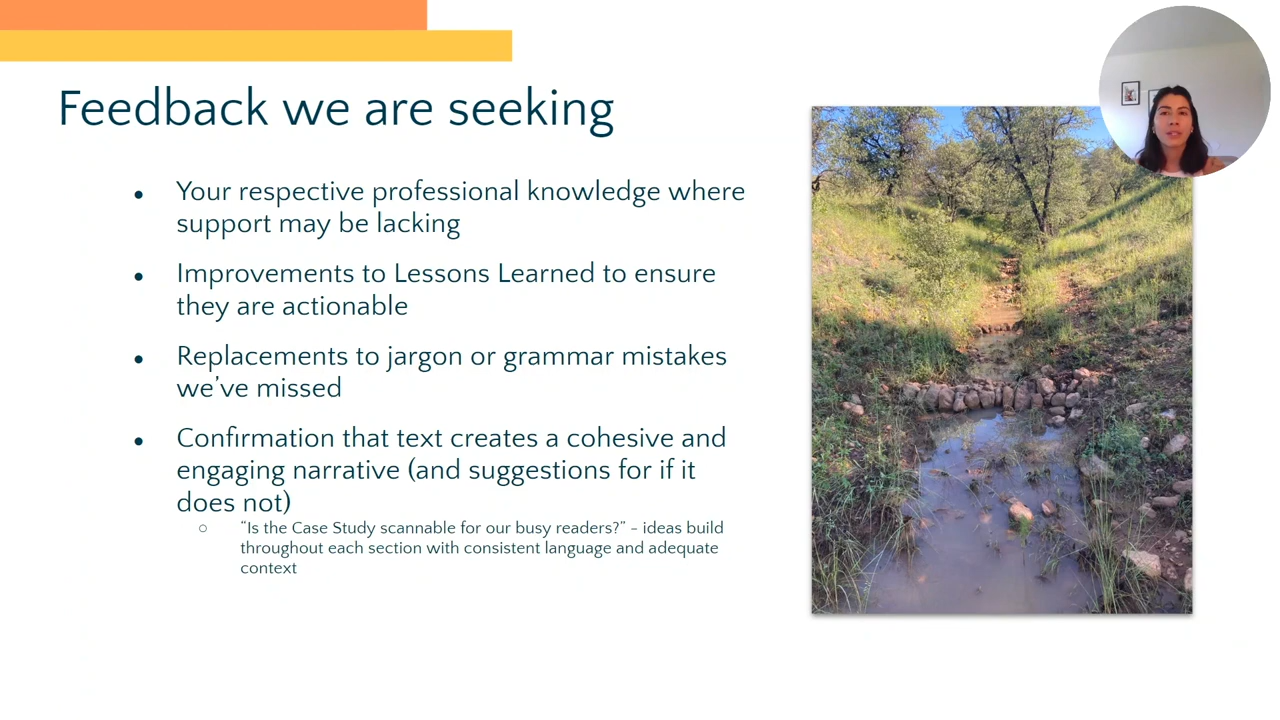 Feedback we are seeking
● Your respective professional knowledge where
support may be lacking
● Improvements to Lessons Learned to ensure
they are actionable
● Replacements to jargon or grammar mistakes
we've missed
● Confirmation that text creates a cohesive and
engaging narrative (and suggestions for if it
does not)
○ “Is the Case Study scannable for our busy readers?” - ideas build
throughout each section with consistent language and adequate
context